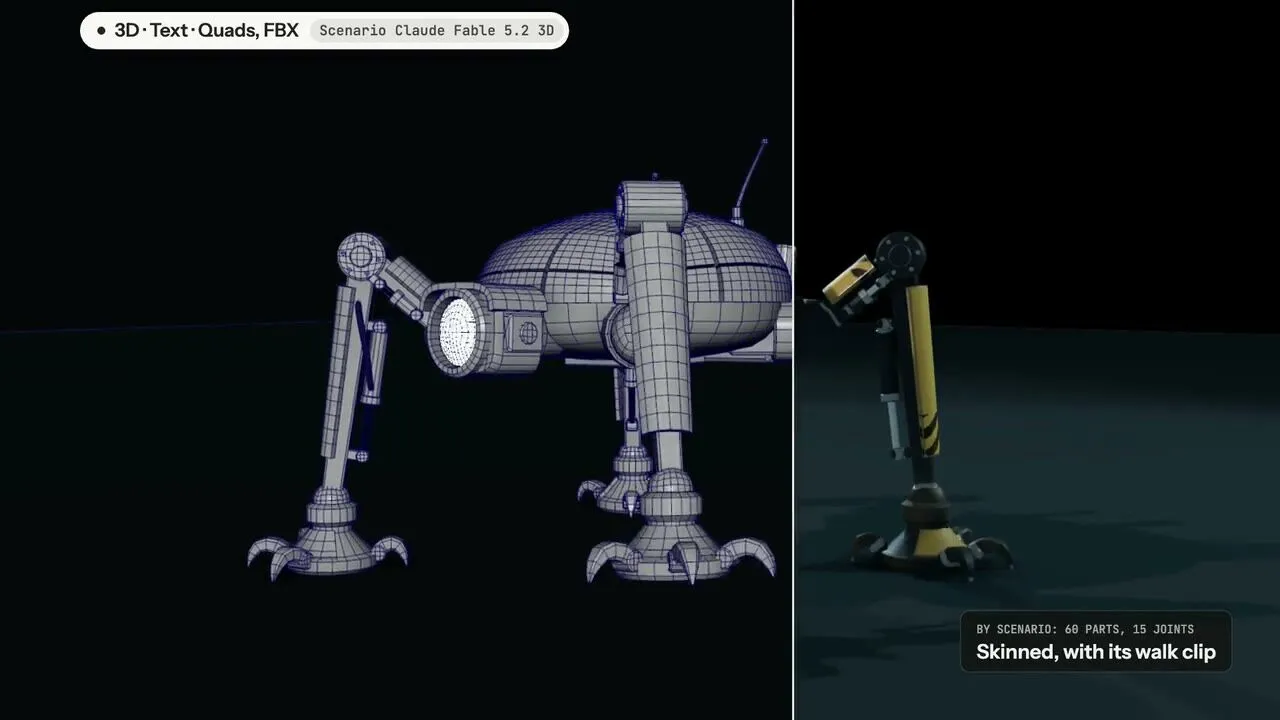 3D · Text · Quads, FBX
Scenario Claude Fable 5.2 3D
BY SCENARIO: 60 PARTS, 15 JOINTS
Skinned, with its walk clip